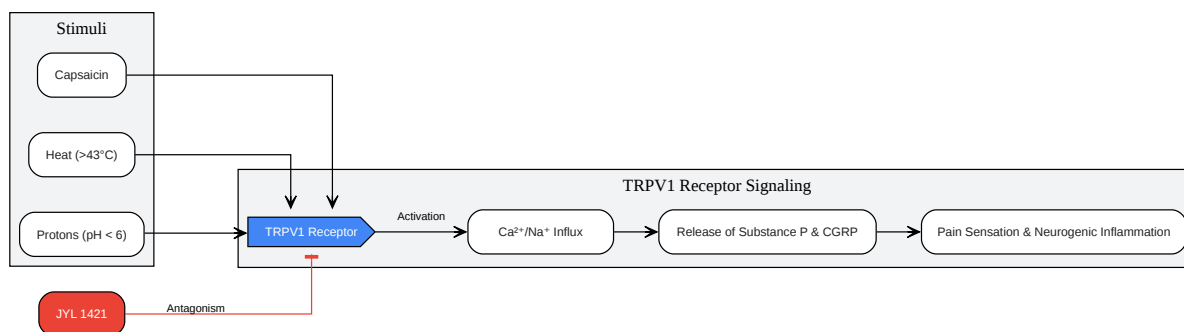 Stimuli
Capsaicin
Heat (>43°C)
Protons (pH < 6)
TRPV1 Receptor Signaling
TRPV1 Receptor
Activation
Ca²⁺/Na⁺ Influx
Release of Substance P & CGRP
Pain Sensation & Neurogenic Inflammation
JYL 1421
Antagonism